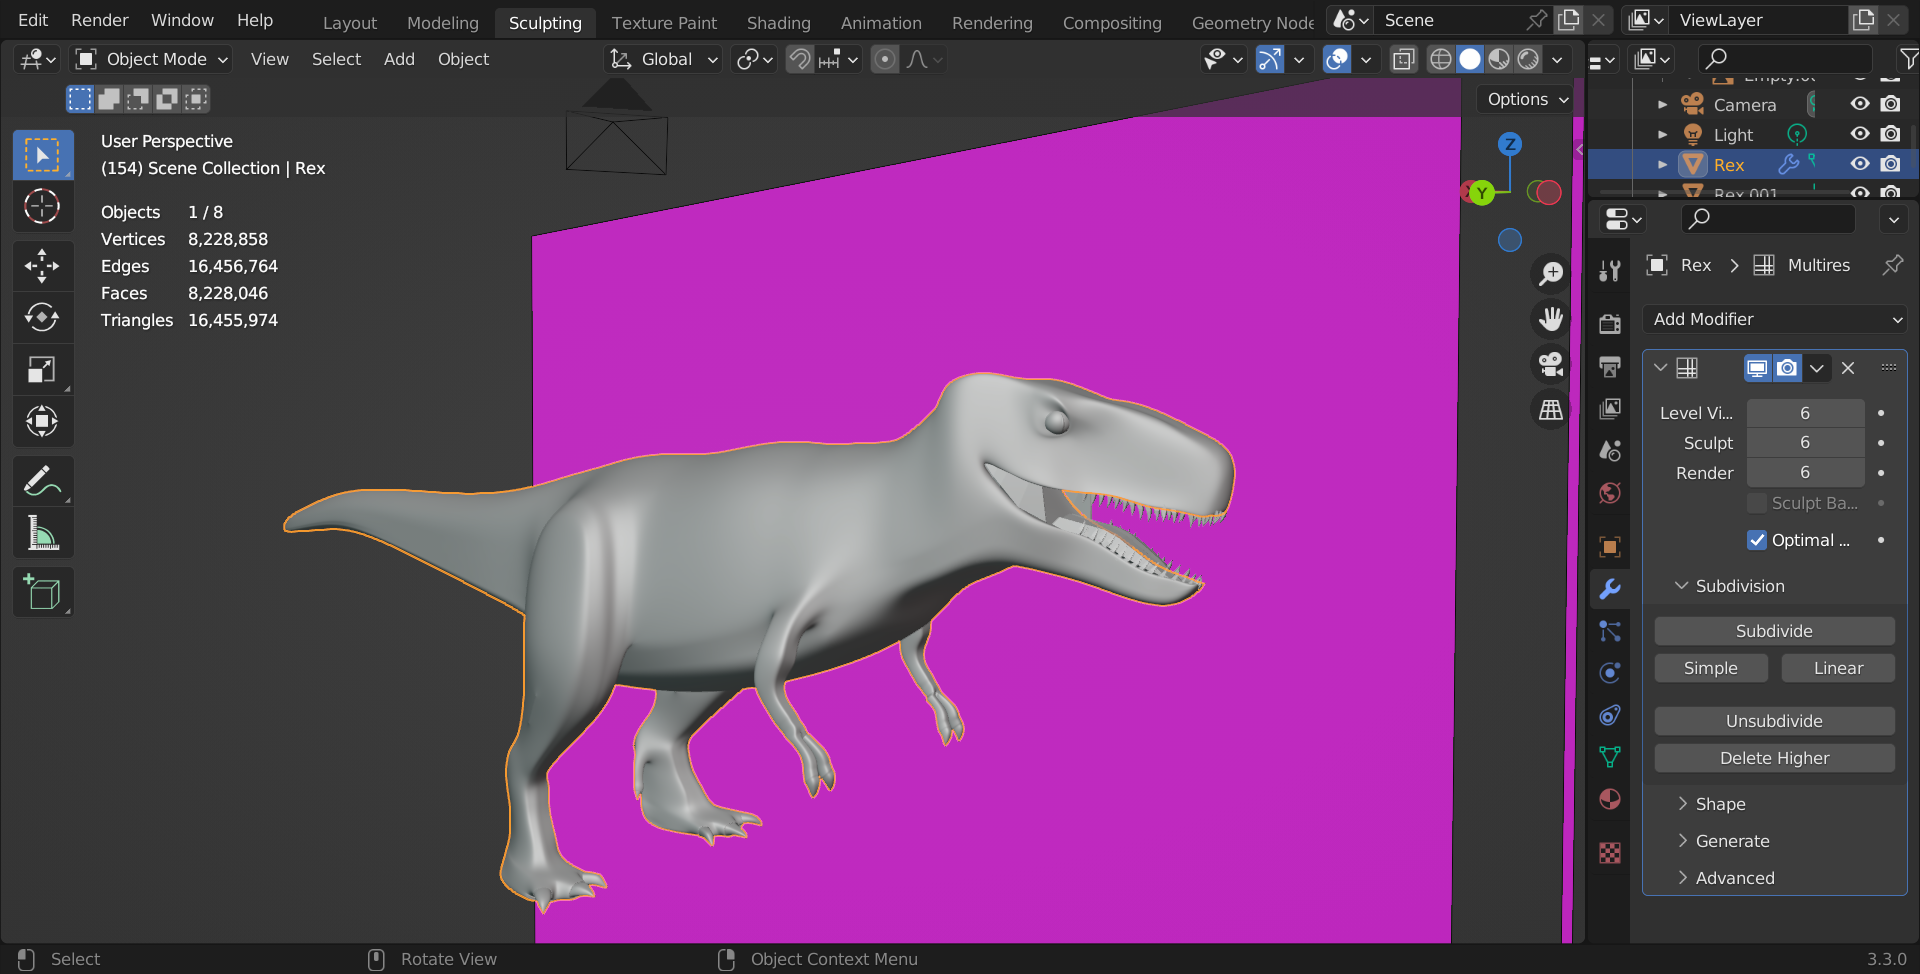 Edit Render Window Help Layout Modeling Sculpting Texture Paint Shading Animation Rendering Compositing Geometry Node Scene ViewLayer
Object Mode View Select Add Object Global
Options
User Perspective
(154) Scene Collection | Rex
Objects 1 / 8
Vertices 8,228,858
Edges 16,456,764
Faces 8,228,046
Triangles 16,455,974
Z
Y
Camera
Light
Rex
Rex.001
Rex > Multires
Add Modifier
Level Vi... 6
Sculpt 6
Render 6
Sculpt Ba...
Optimal ...
Subdivision
Subdivide
Simple Linear
Unsubdivide
Delete Higher
Shape
Generate
Advanced
Select Rotate View Object Context Menu 3.3.0